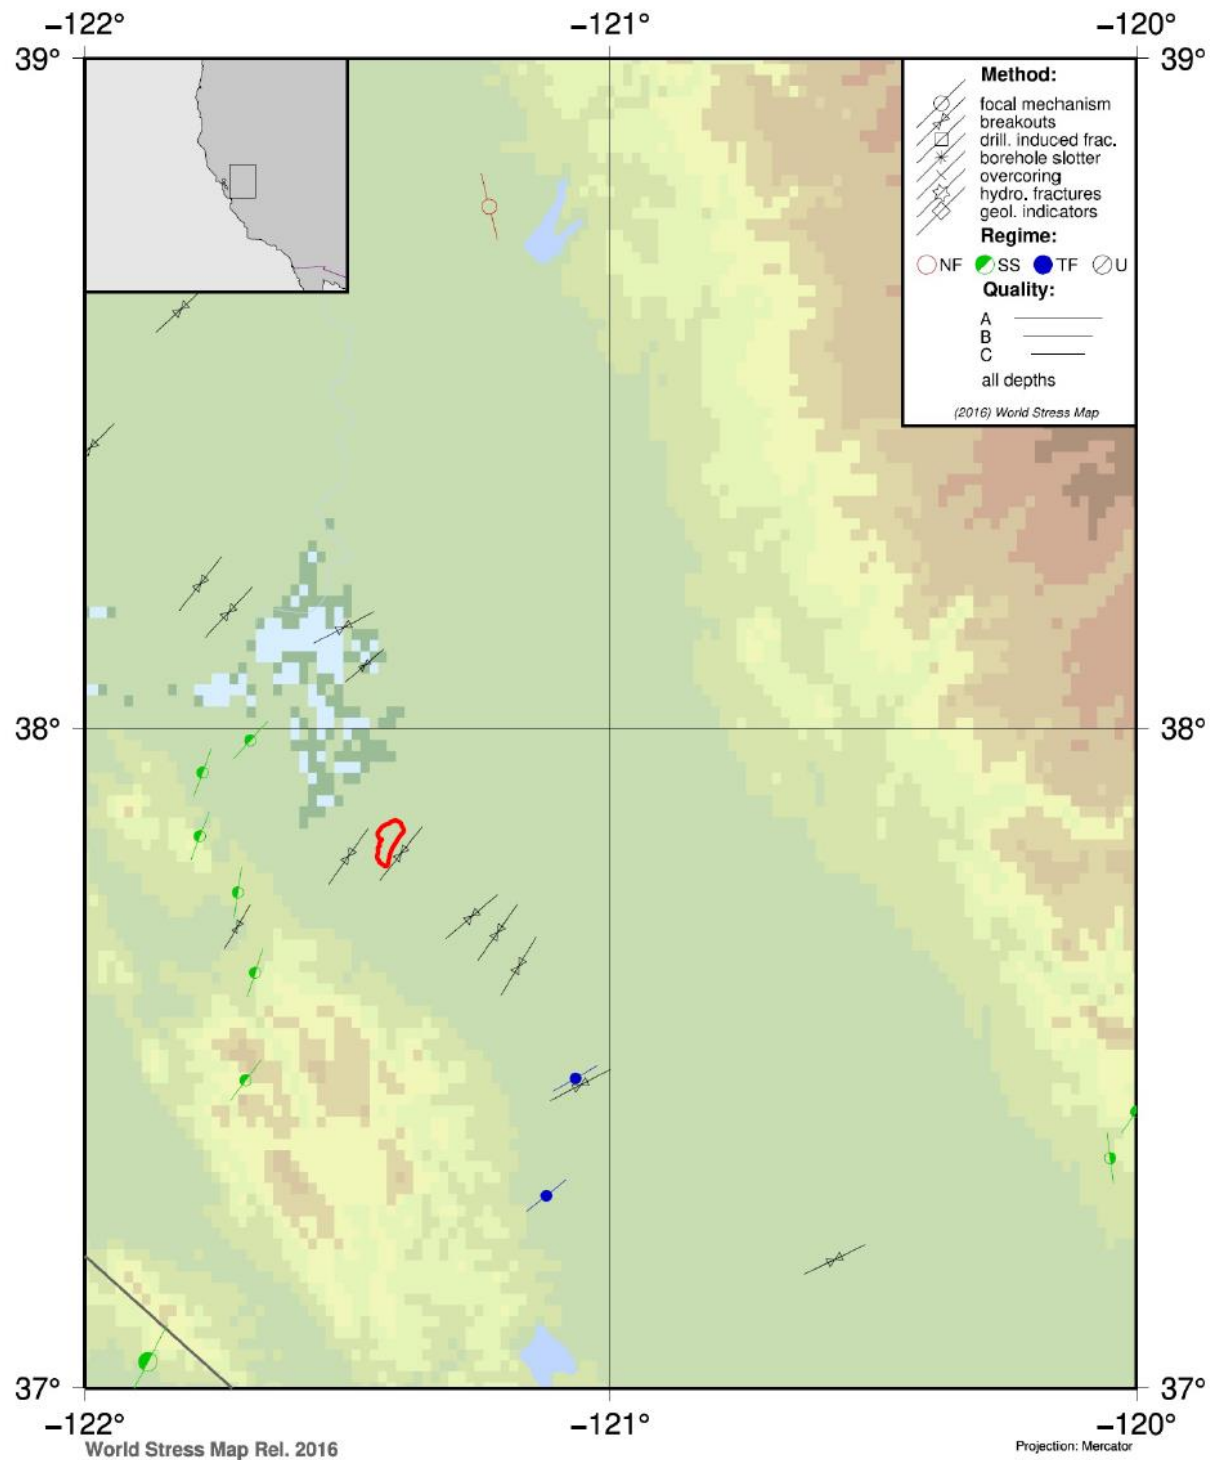 −122°
−121°
−120°
39°
39°
Method:
focal mechanism
breakouts
drill. induced frac.
borehole slotter
overcoring
hydro. fractures
geol. indicators
Regime:
NF SS TF U
Quality:
A
B
C
all depths
(2016) World Stress Map
38°
38°
37°
37°
−122°
−121°
−120°
World Stress Map Rel. 2016
Projection: Mercator